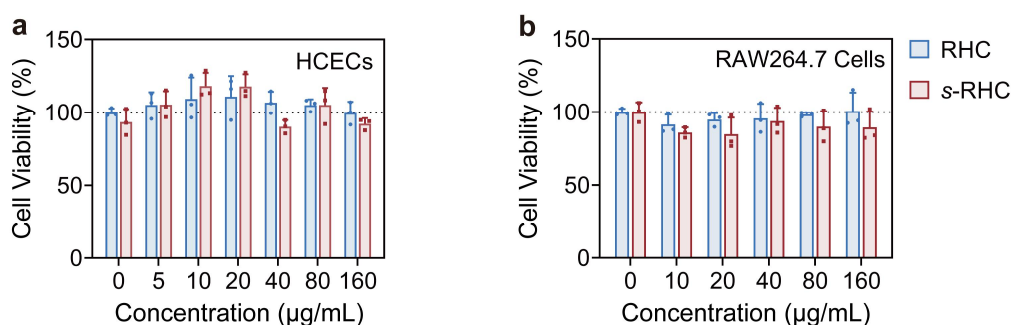 a
150
100
50
0
Cell Viability (%)
HCECs
0 5 10 20 40 80 160
Concentration (μg/mL)
b
150
100
50
0
Cell Viability (%)
RAW264.7 Cells
0 10 20 40 80 160
Concentration (μg/mL)
RHC
s-RHC